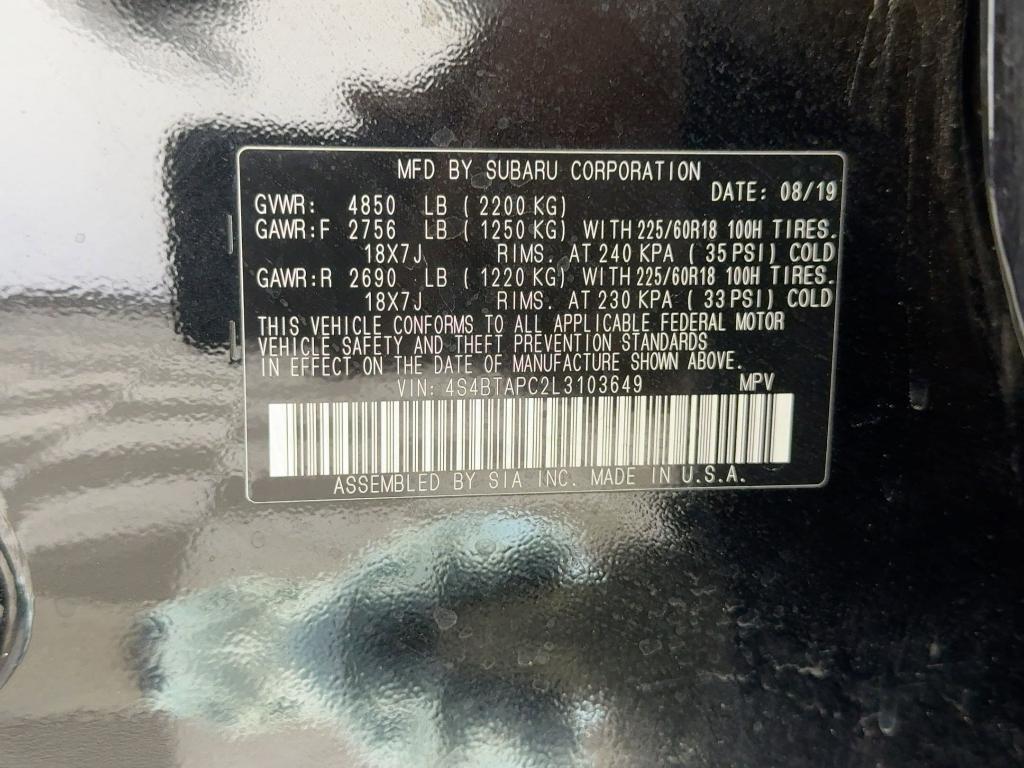 MFD BY SUBARU CORPORATION
DATE: 08/19
GVWR: 4850 LB ( 2200 KG)
GAWR:F 2756 LB ( 1250 KG) WITH 225/60R18 100H TIRES.
18X7J RIMS. AT 240 KPA ( 35 PSI) COLD
GAWR:R 2690 LB ( 1220 KG) WITH 225/60R18 100H TIRES.
18X7J RIMS. AT 230 KPA ( 33 PSI) COLD
THIS VEHICLE CONFORMS TO ALL APPLICABLE FEDERAL MOTOR
VEHICLE SAFETY AND THEFT PREVENTION STANDARDS
IN EFFECT ON THE DATE OF MANUFACTURE SHOWN ABOVE.
VIN: 4S4BTAPC2L3103649 MPV
ASSEMBLED BY SIA INC. MADE IN U.S.A.